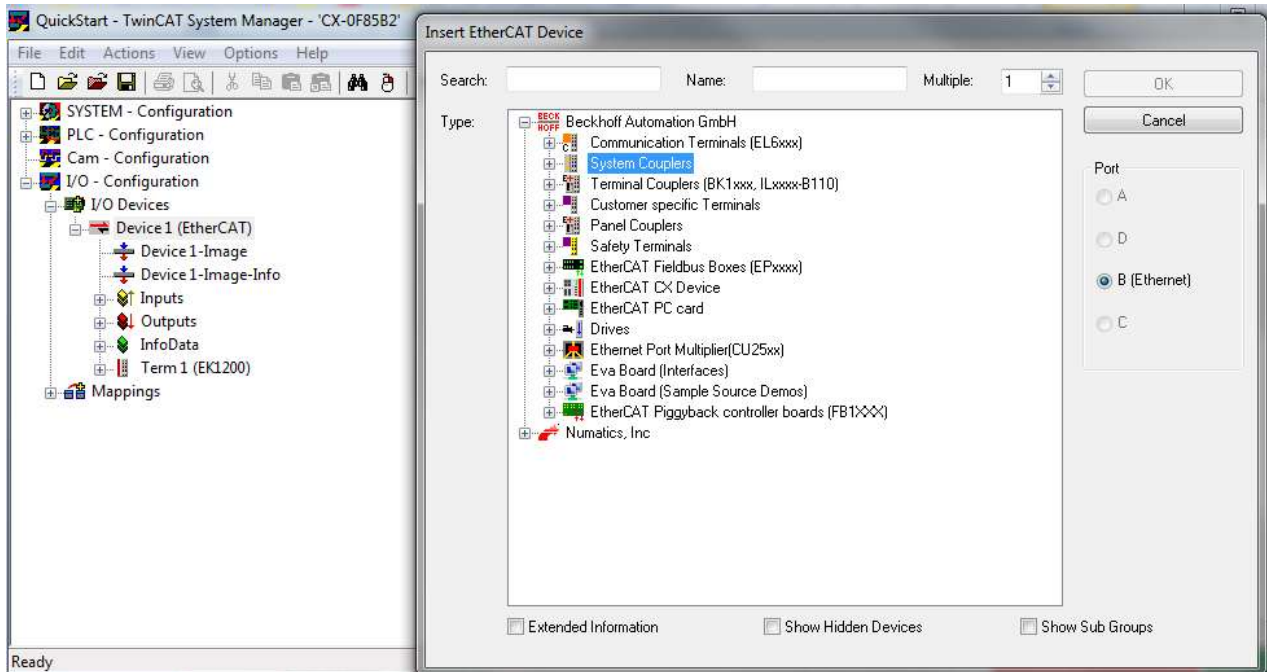 QuickStart - TwinCAT System Manager - 'CX-0F85B2'
File Edit Actions View Options Help
SYSTEM - Configuration
PLC - Configuration
Cam - Configuration
I/O - Configuration
I/O Devices
Device 1 (EtherCAT)
Device 1-Image
Device 1-Image-Info
Inputs
Outputs
InfoData
Term 1 (EK1200)
Mappings
Ready
Insert EtherCAT Device
Search: Name: Multiple: 1 OK
Cancel
Type:
BECK
HOFF
Beckhoff Automation GmbH
Communication Terminals (EL6xxx)
System Couplers
Terminal Couplers (BK1xxx, ILxxxx-B110)
Customer specific Terminals
Panel Couplers
Safety Terminals
EtherCAT Fieldbus Boxes (EPxxxx)
EtherCAT CX Device
EtherCAT PC card
Drives
Ethernet Port Multiplier(CU25xx)
Eva Board (Interfaces)
Eva Board (Sample Source Demos)
EtherCAT Piggyback controller boards (FB1XXX)
Numatics, Inc
Port
A
D
B (Ethernet)
C
Extended Information Show Hidden Devices Show Sub Groups